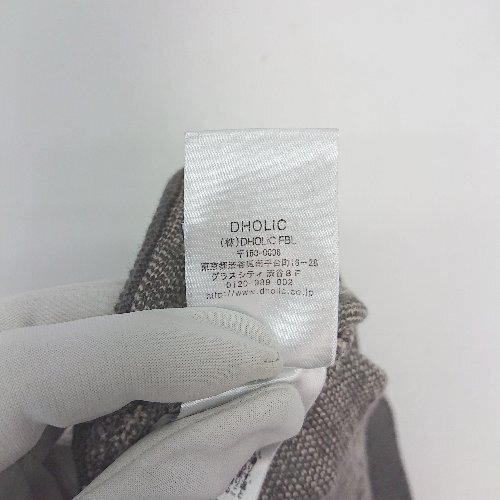 DHOLIC
(株)DHOLIC FBL
〒150-0036
東京都渋谷区南平台町16-28
グラスシティ渋谷8F
0120-989-002
http://www.dholic.co.jp